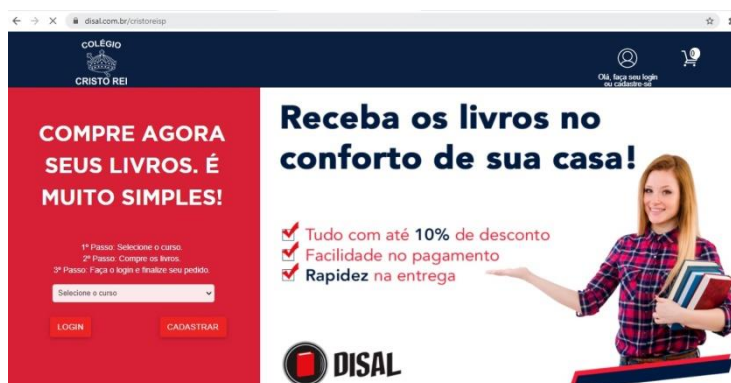 disal.com.br/cristoreisp
COLÉGIO
CRISTO REI
Olá, faça seu login
ou cadastre-se
0
COMPRE AGORA
SEUS LIVROS. É
MUITO SIMPLES!
1º Passo: Selecione o curso.
2º Passo: Compre os livros.
3º Passo: Faça o login e finalize seu pedido.
Selecione o curso
LOGIN
CADASTRAR
Receba os livros no
conforto de sua casa!
Tudo com até 10% de desconto
Facilidade no pagamento
Rapidez na entrega
DISAL